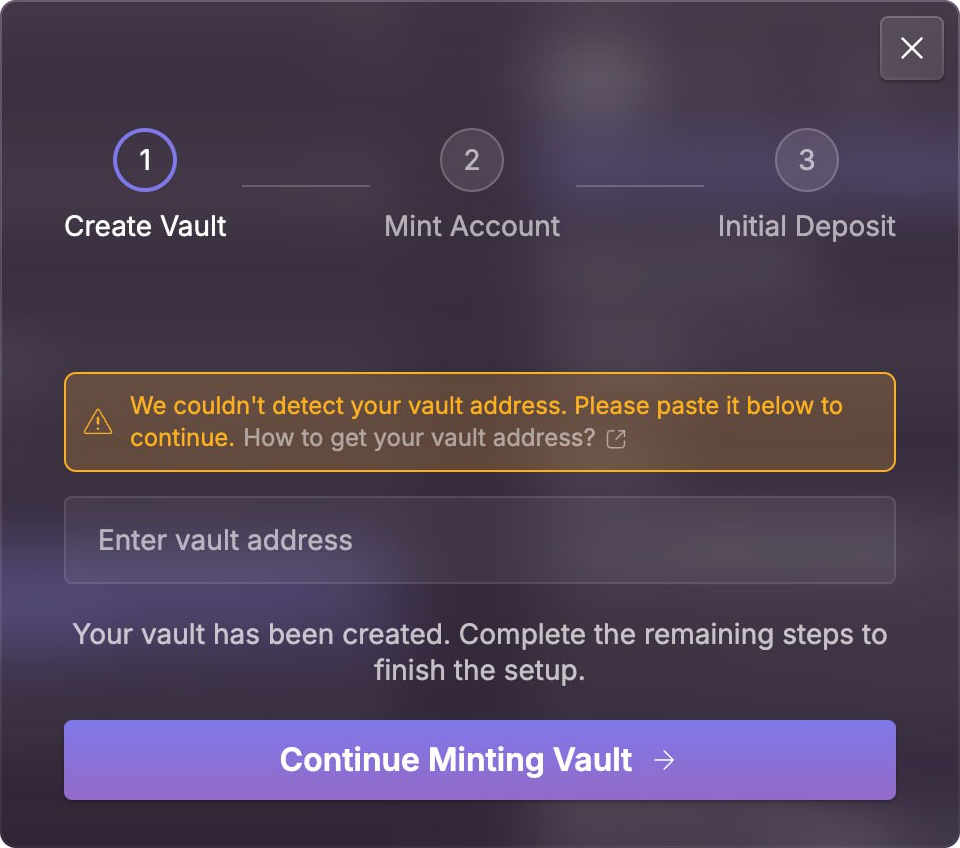 1
Create Vault
2
Mint Account
3
Initial Deposit
We couldn't detect your vault address. Please paste it below to
continue. How to get your vault address?
Enter vault address
Your vault has been created. Complete the remaining steps to
finish the setup.
Continue Minting Vault →